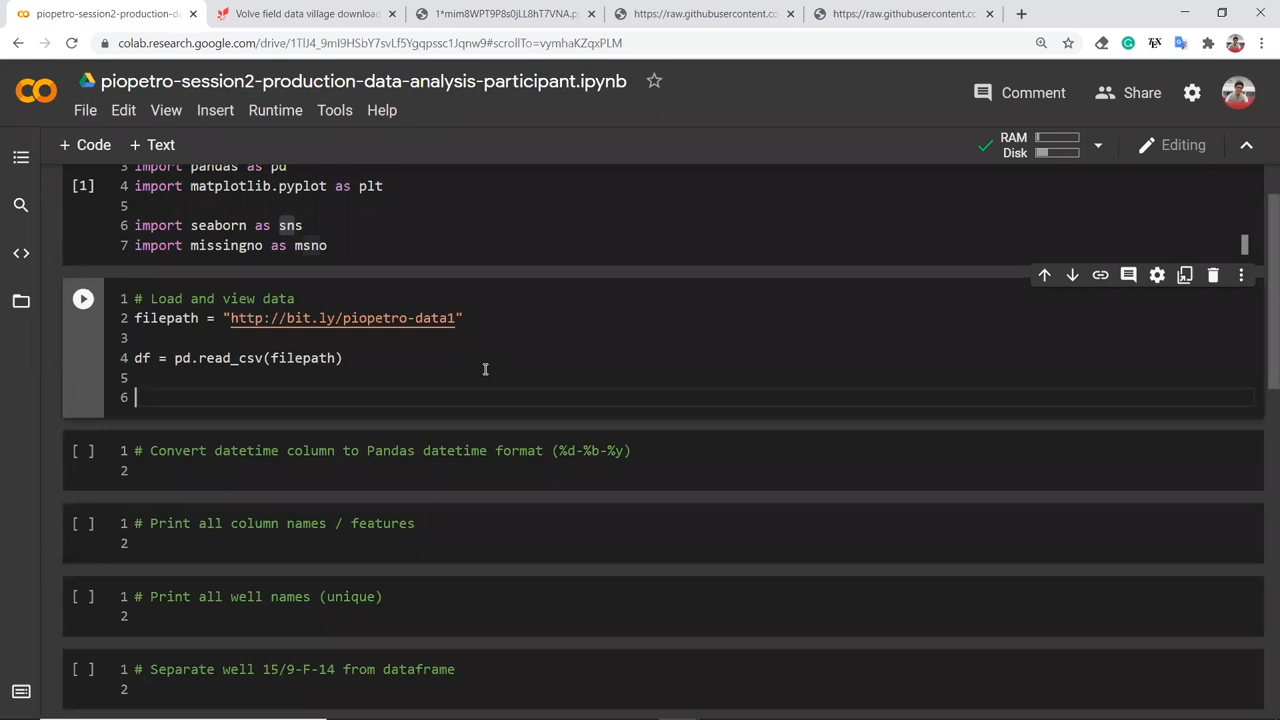 piopetro-session2-production-d
Volve field data village download
1*mim8WPT9P8s0jLL8hT7VNA.p
https://raw.githubusercontent.co
https://raw.githubusercontent.cc
colab.research.google.com/drive/1TlJ4_9mI9HSbY7svLf5Ygqpssc1Jqnw9#scrollTo=vymhaKZqxPLM
piopetro-session2-production-data-analysis-participant.ipynb
Comment
Share
File Edit View Insert Runtime Tools Help
+ Code + Text
RAM
Disk
Editing
3 import pandas as pd
[1] 4 import matplotlib.pyplot as plt
5
6 import seaborn as sns
7 import missingno as msno
1 # Load and view data
2 filepath = "http://bit.ly/piopetro-data1"
3
4 df = pd.read_csv(filepath)
5
6
[ ] 1 # Convert datetime column to Pandas datetime format (%d-%b-%y)
2
[ ] 1 # Print all column names / features
2
[ ] 1 # Print all well names (unique)
2
[ ] 1 # Separate well 15/9-F-14 from dataframe
2